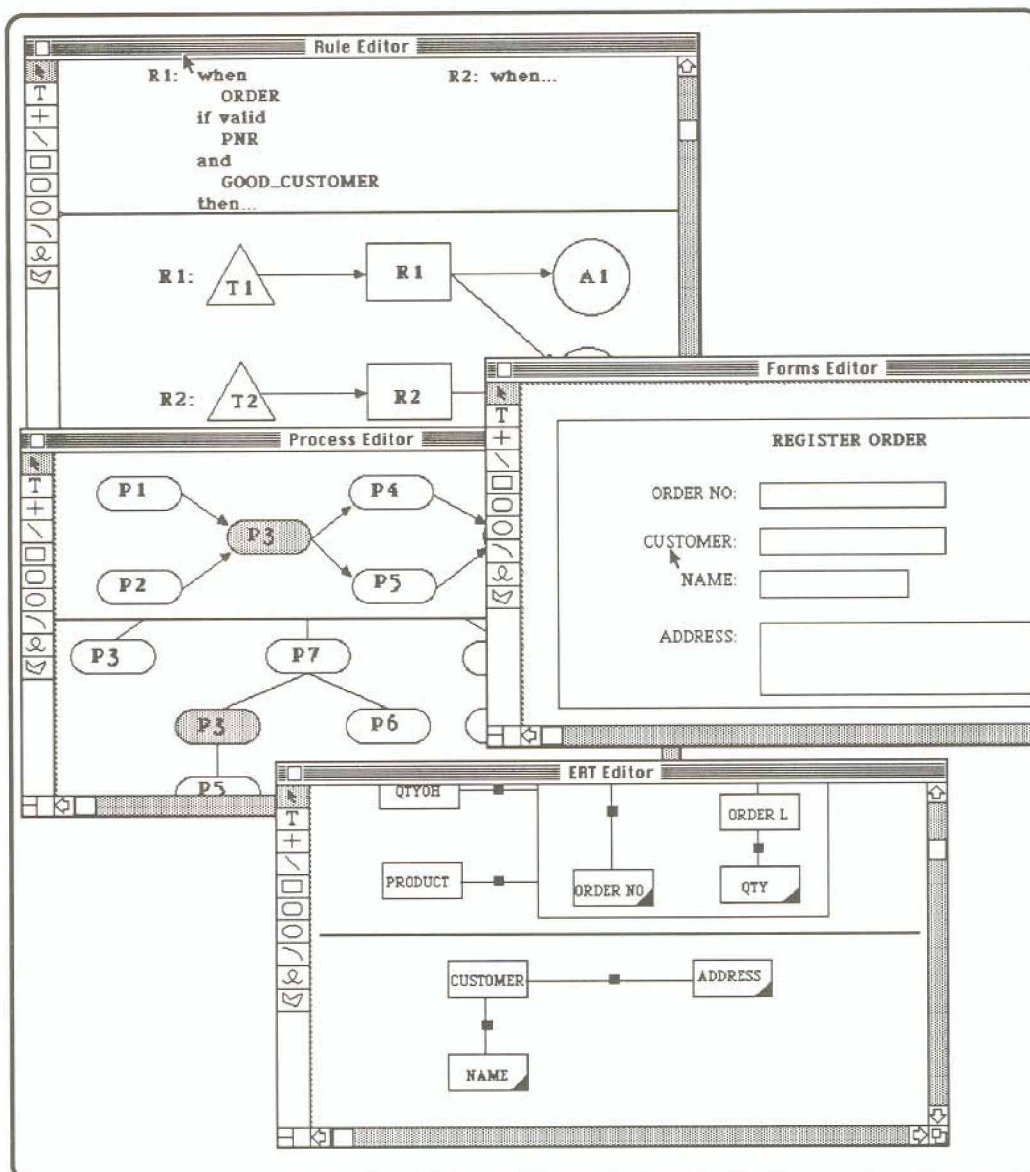 Rule Editor
R1: when
ORDER
if valid
PNR
and
GOOD_CUSTOMER
then...
R2: when...
T
R1: T1 R1 A1
R2: T2 R2
Process Editor
T
P1 P4
P3
P2 P5
P3 P7
P3 P6
P5
Forms Editor
T
REGISTER ORDER
ORDER NO:
CUSTOMER:
NAME:
ADDRESS:
ERT Editor
T
QTYOH ORDER L
PRODUCT ORDER NO QTY
CUSTOMER ADDRESS
NAME